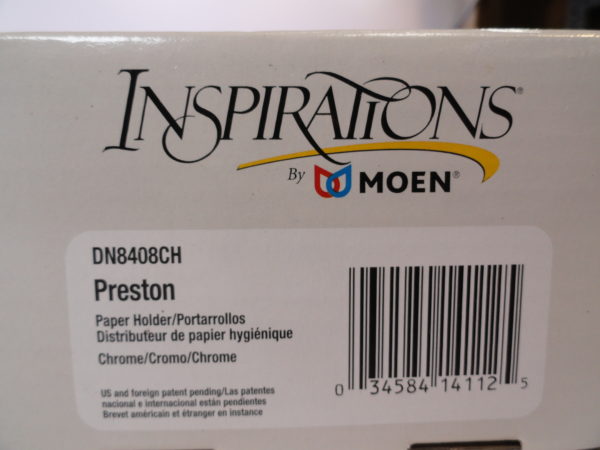 INSPIRATIONS®
By MOEN®
DN8408CH
Preston
Paper Holder/Portarrollos
Distributeur de papier hygiénique
Chrome/Cromo/Chrome
US and foreign patent pending/Las patentes
nacional e internacional están pendientes
Brevet américain et étranger en instance
0 34584 14112 5